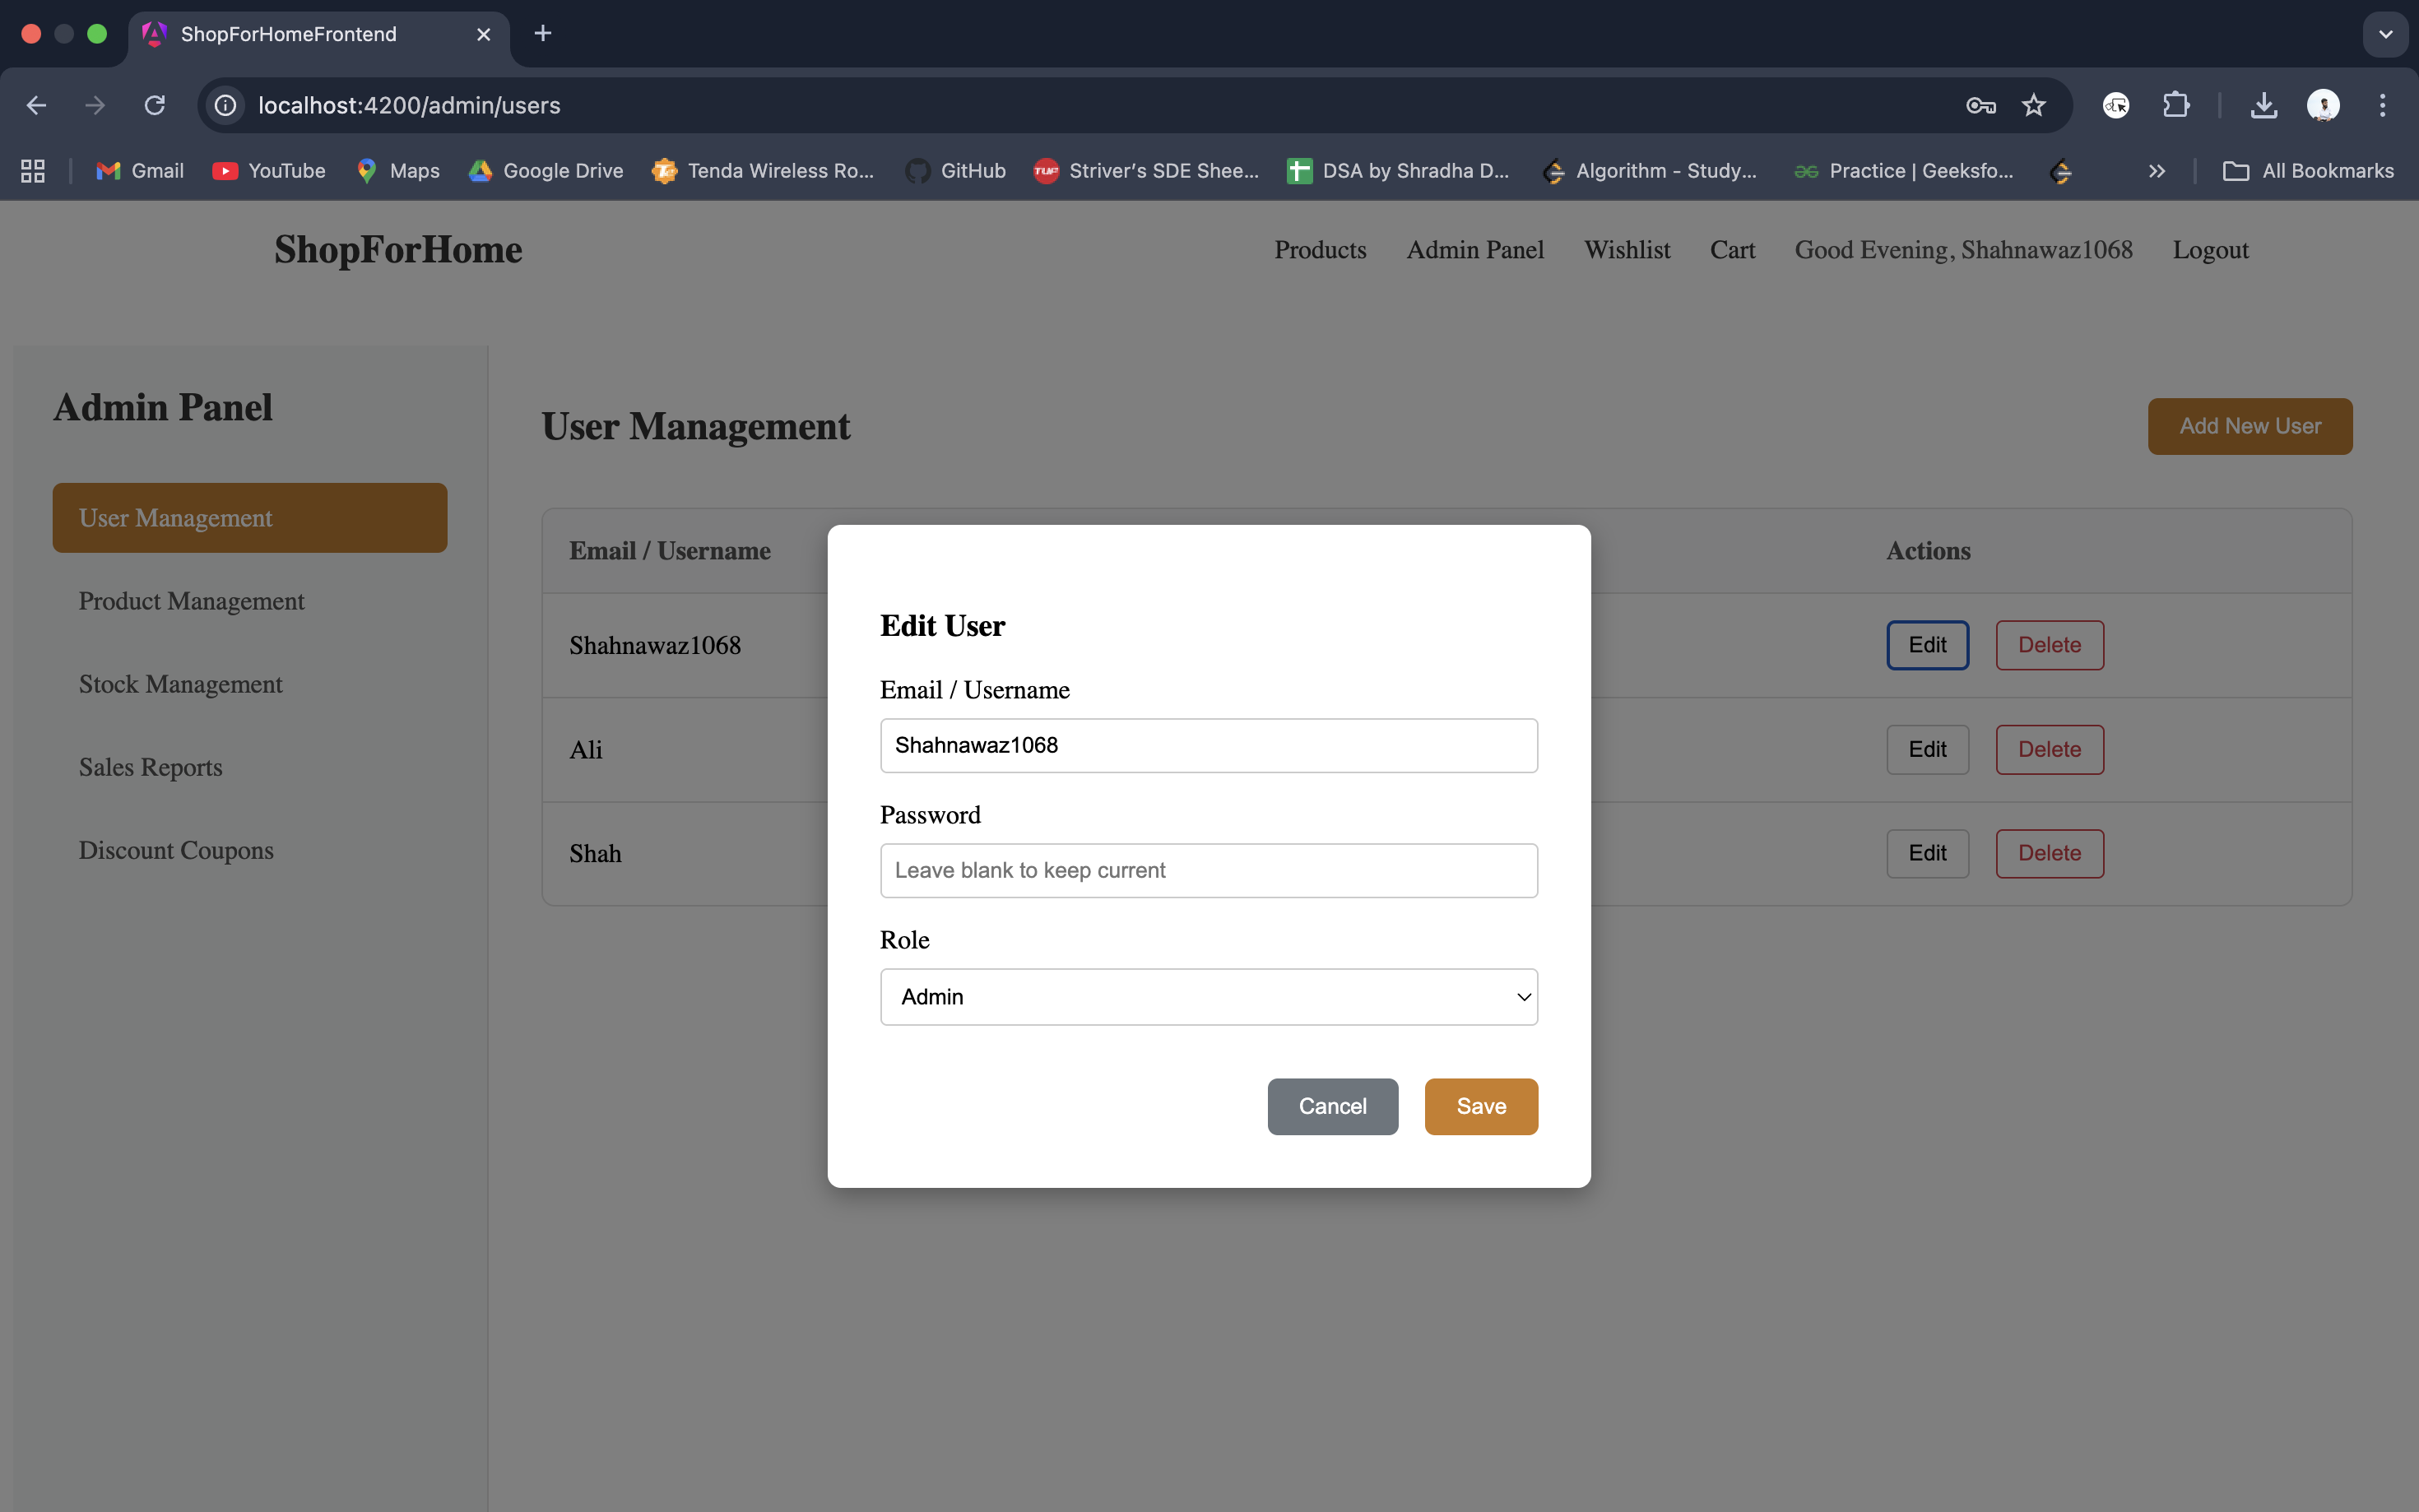 ShopForHomeFrontend
localhost:4200/admin/users
Gmail YouTube Maps Google Drive Tenda Wireless Ro... GitHub Striver's SDE Shee... DSA by Shradha D... Algorithm - Study... Practice | Geeksfo... All Bookmarks
ShopForHome Products Admin Panel Wishlist Cart Good Evening, Shahnawaz1068 Logout
Admin Panel
User Management
Product Management
Stock Management
Sales Reports
Discount Coupons
User Management Add New User
Email / Username Actions
Shahnawaz1068 Edit Delete
Ali Edit Delete
Shah Edit Delete
Edit User
Email / Username
Shahnawaz1068
Password
Leave blank to keep current
Role
Admin
Cancel Save